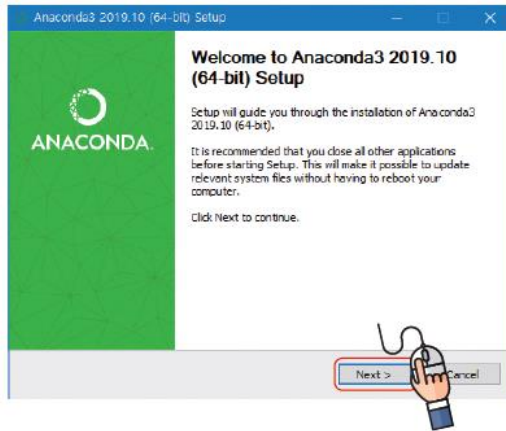 Anaconda3 2019.10 (64-bit) Setup
Welcome to Anaconda3 2019.10
(64-bit) Setup
Setup will guide you through the installation of Anaconda3
2019.10 (64-bit).
It is recommended that you close all other applications
before starting Setup. This will make it possible to update
relevant system files without having to reboot your
computer.
Click Next to continue.
ANACONDA.
Next >
Cancel